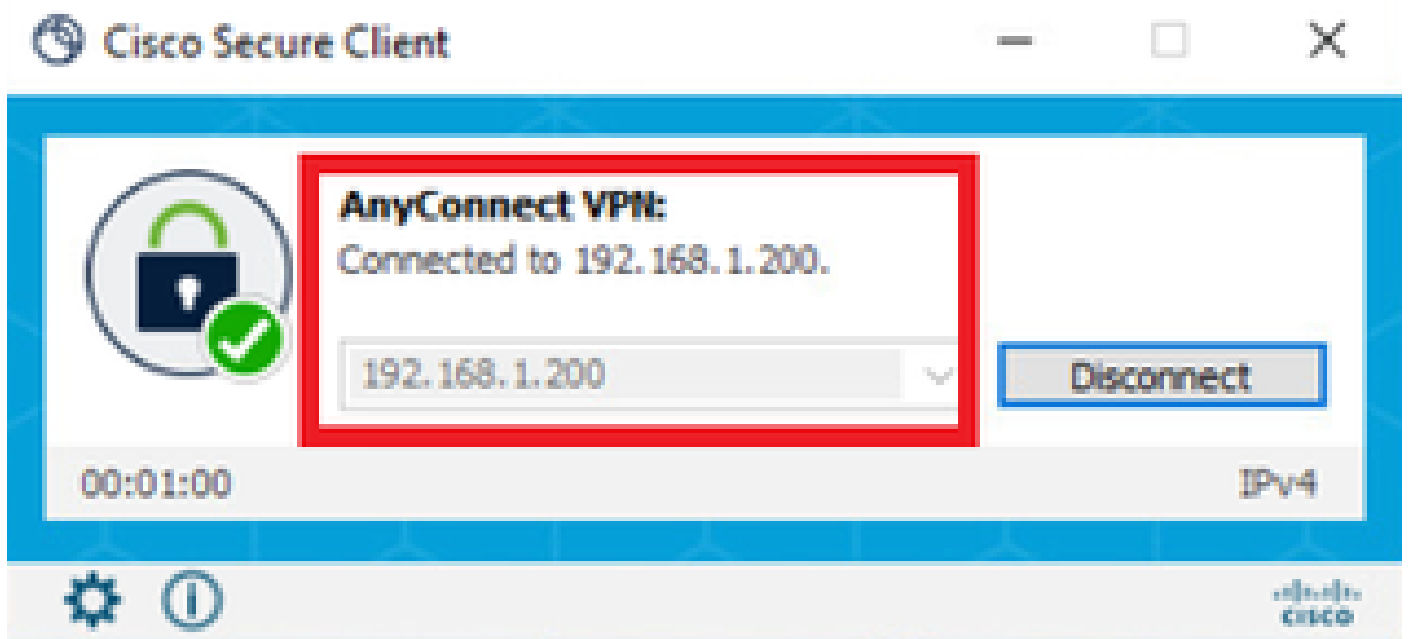 Cisco Secure Client
AnyConnect VPN:
Connected to 192.168.1.200.
192.168.1.200
Disconnect
00:01:00
IPv4
CISCO